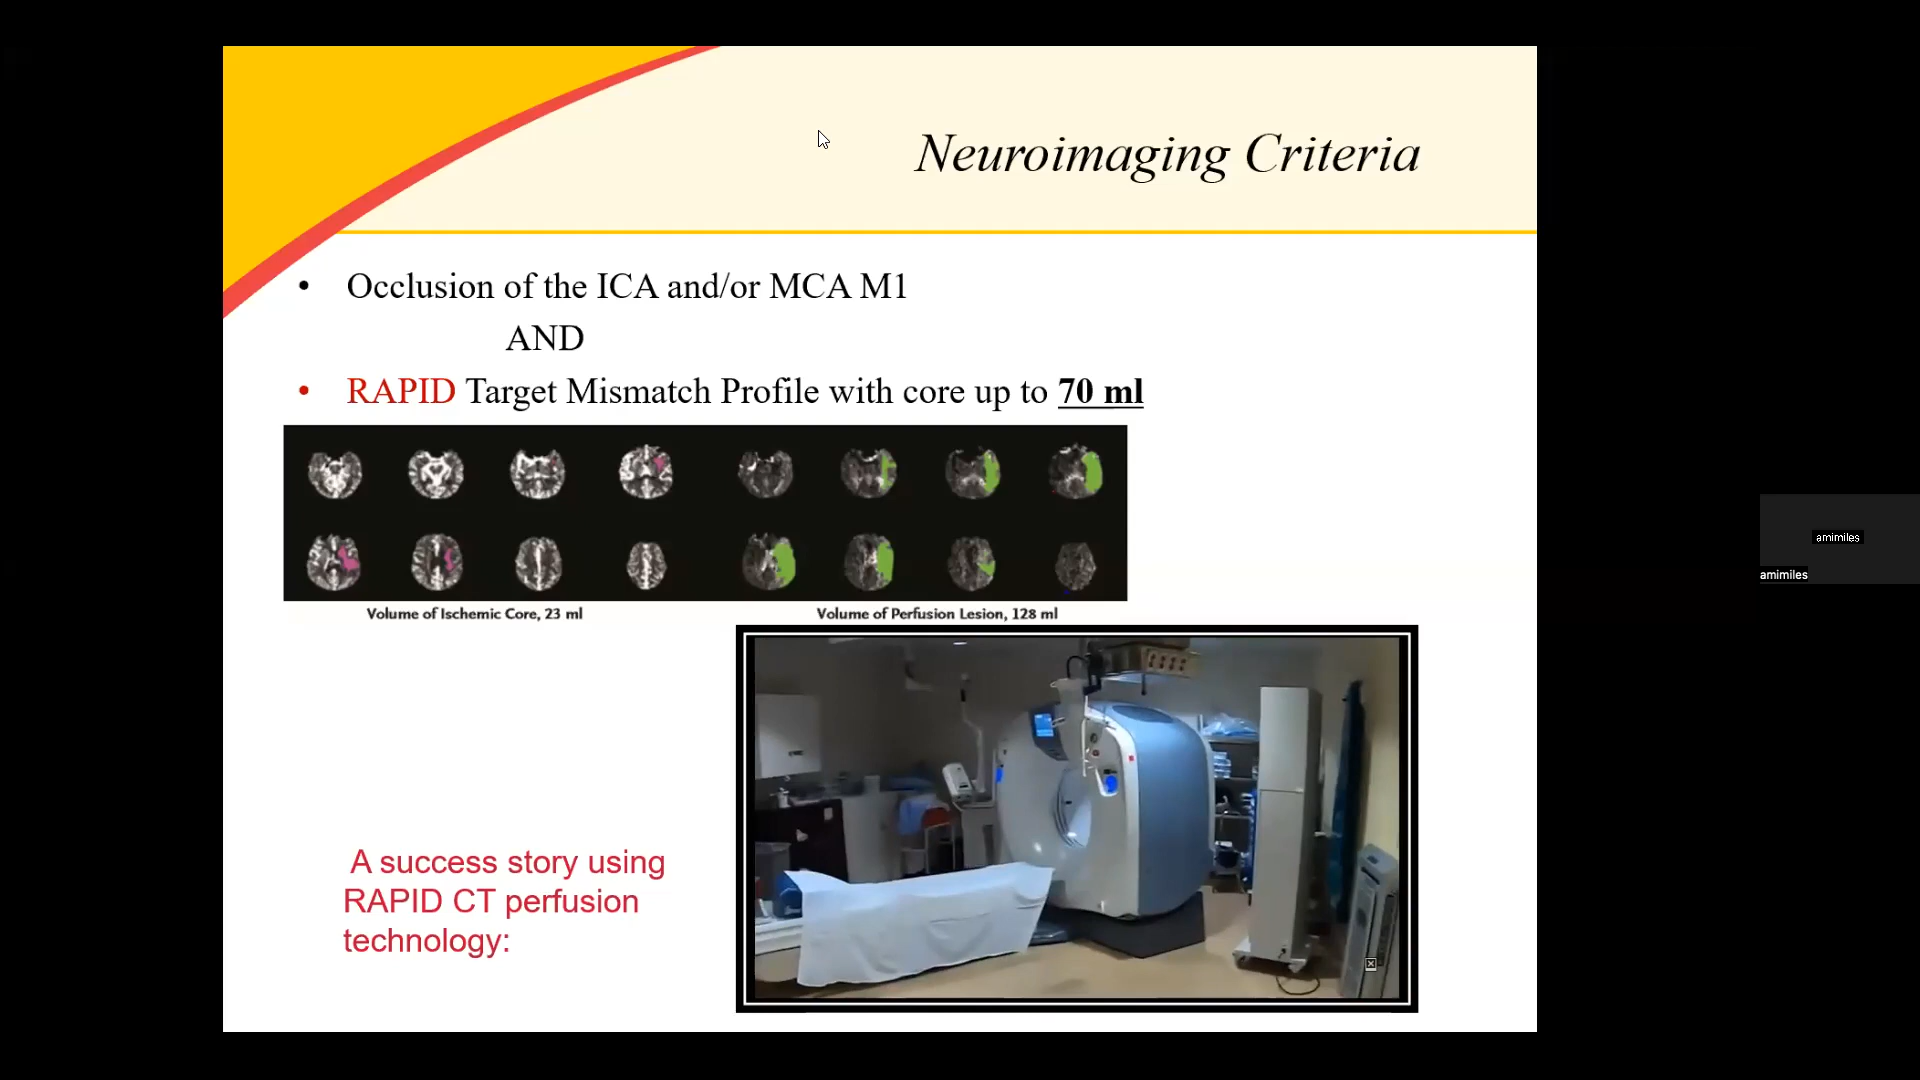 Neuroimaging Criteria
• Occlusion of the ICA and/or MCA M1
AND
• RAPID Target Mismatch Profile with core up to 70 ml
Volume of Ischemic Core, 23 ml
Volume of Perfusion Lesion, 128 ml
A success story using
RAPID CT perfusion
technology:
amimiles
amimiles